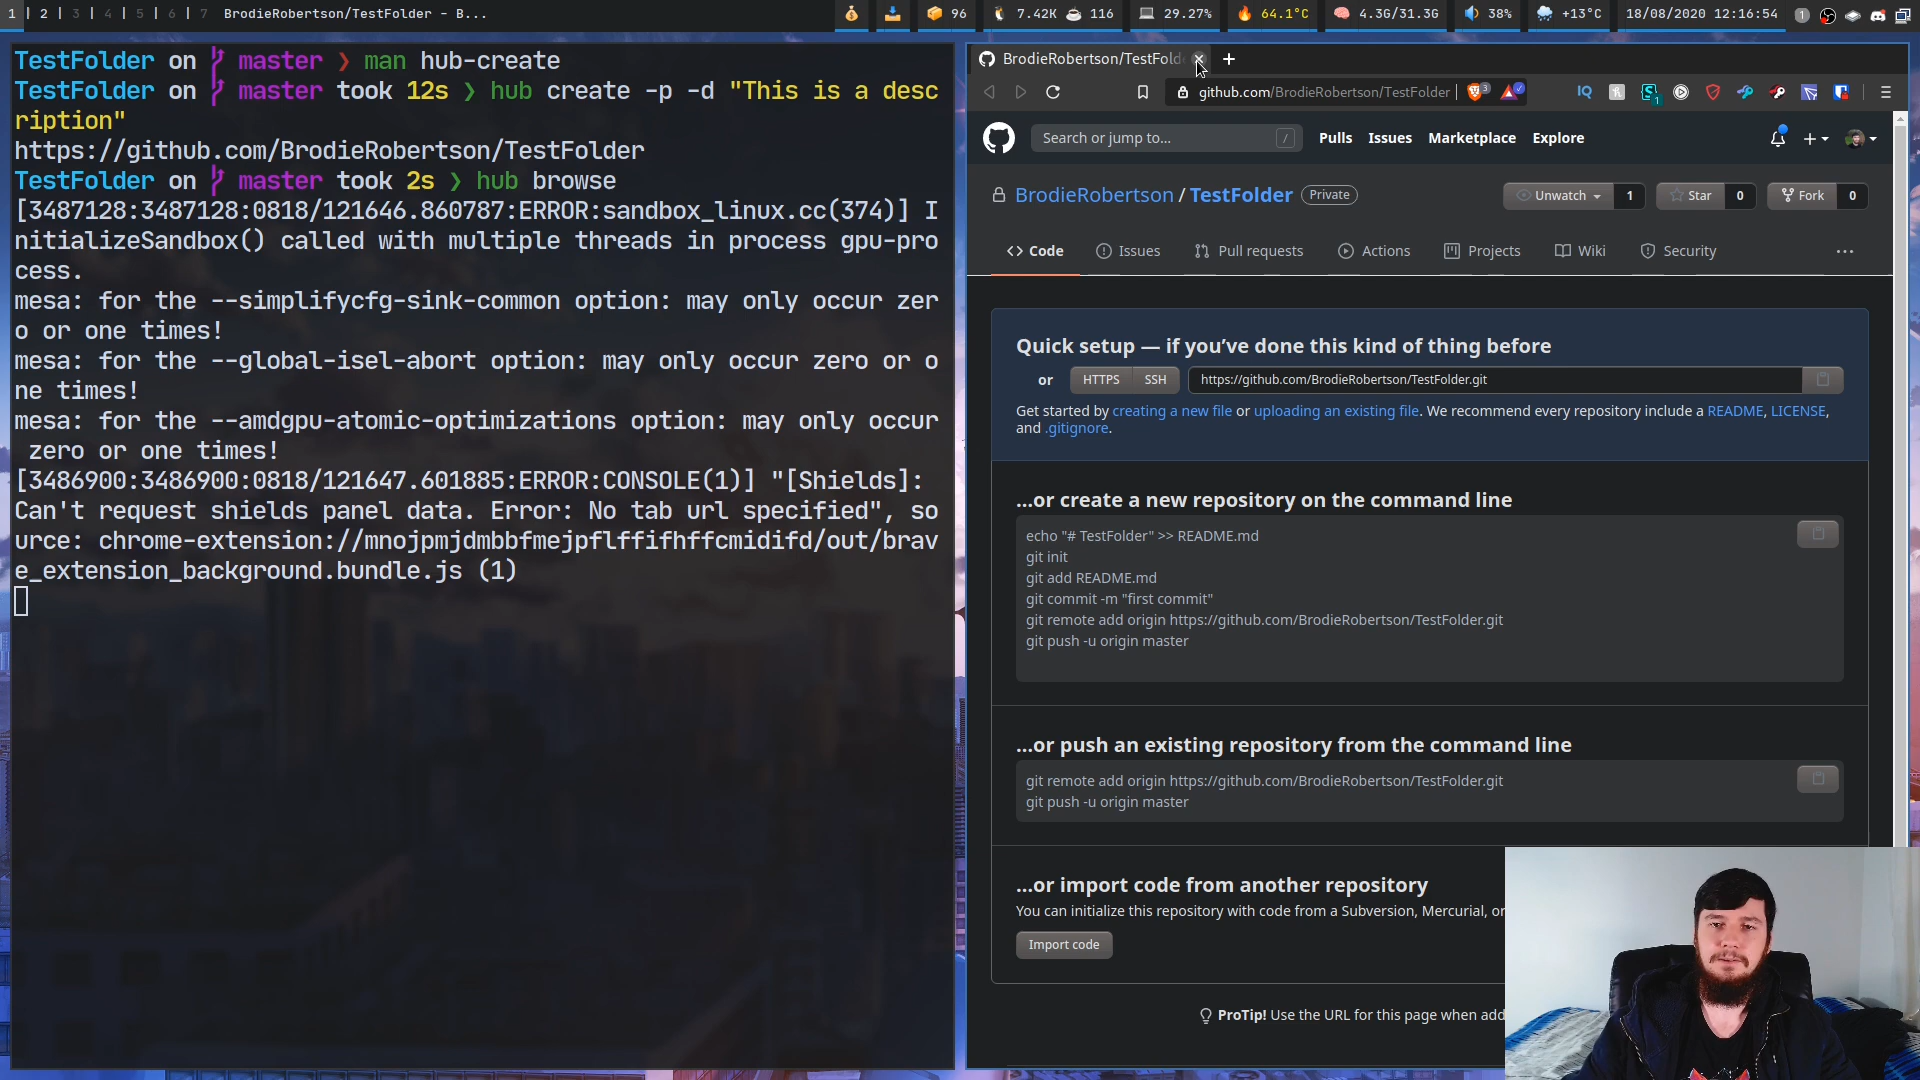 1 | 2 | 3 | 4 | 5 | 6 | 7 BrodieRobertson/TestFolder - B...
96 7.42K 116 29.27% 64.1°C 4.3G/31.3G 38% +13°C 18/08/2020 12:16:54 1
TestFolder on master ❯ man hub-create
TestFolder on master took 12s ❯ hub create -p -d "This is a desc
ription"
https://github.com/BrodieRobertson/TestFolder
TestFolder on master took 2s ❯ hub browse
[3487128:3487128:0818/121646.860787:ERROR:sandbox_linux.cc(374)] I
nitializeSandbox() called with multiple threads in process gpu-pro
cess.
mesa: for the --simplifycfg-sink-common option: may only occur zer
o or one times!
mesa: for the --global-isel-abort option: may only occur zero or o
ne times!
mesa: for the --amdgpu-atomic-optimizations option: may only occur
zero or one times!
[3486900:3486900:0818/121647.601885:ERROR:CONSOLE(1)] "[Shields]:
Can't request shields panel data. Error: No tab url specified", so
urce: chrome-extension://mnojpmjdmbbfmejpflffifhffcmidifd/out/brav
e_extension_background.bundle.js (1)
BrodieRobertson/TestFold
github.com/BrodieRobertson/TestFolder 3 IQ 1
Search or jump to... / Pulls Issues Marketplace Explore
BrodieRobertson / TestFolder Private Unwatch 1 Star 0 Fork 0
<> Code Issues Pull requests Actions Projects Wiki Security ...
Quick setup — if you’ve done this kind of thing before
or HTTPS SSH https://github.com/BrodieRobertson/TestFolder.git
Get started by creating a new file or uploading an existing file. We recommend every repository include a README, LICENSE,
and .gitignore.
…or create a new repository on the command line
echo "# TestFolder" >> README.md
git init
git add README.md
git commit -m "first commit"
git remote add origin https://github.com/BrodieRobertson/TestFolder.git
git push -u origin master
…or push an existing repository from the command line
git remote add origin https://github.com/BrodieRobertson/TestFolder.git
git push -u origin master
…or import code from another repository
You can initialize this repository with code from a Subversion, Mercurial, or
Import code
ProTip! Use the URL for this page when add